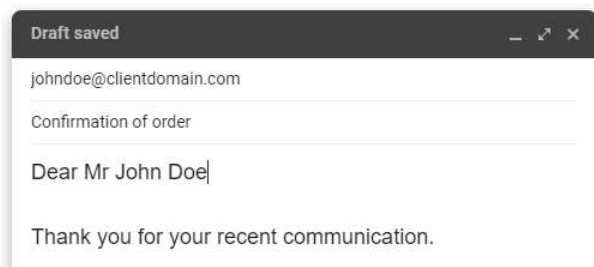 Draft saved
johndoe@clientdomain.com
Confirmation of order
Dear Mr John Doe
Thank you for your recent communication.